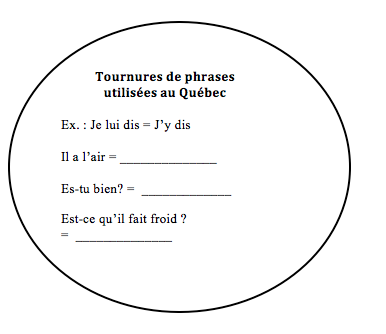 Tournures de phrases
utilisées au Québec
Ex. : Je lui dis = J’y dis
Il a l’air = ______________
Es-tu bien? = _____________
Est-ce qu’il fait froid ?
= ______________